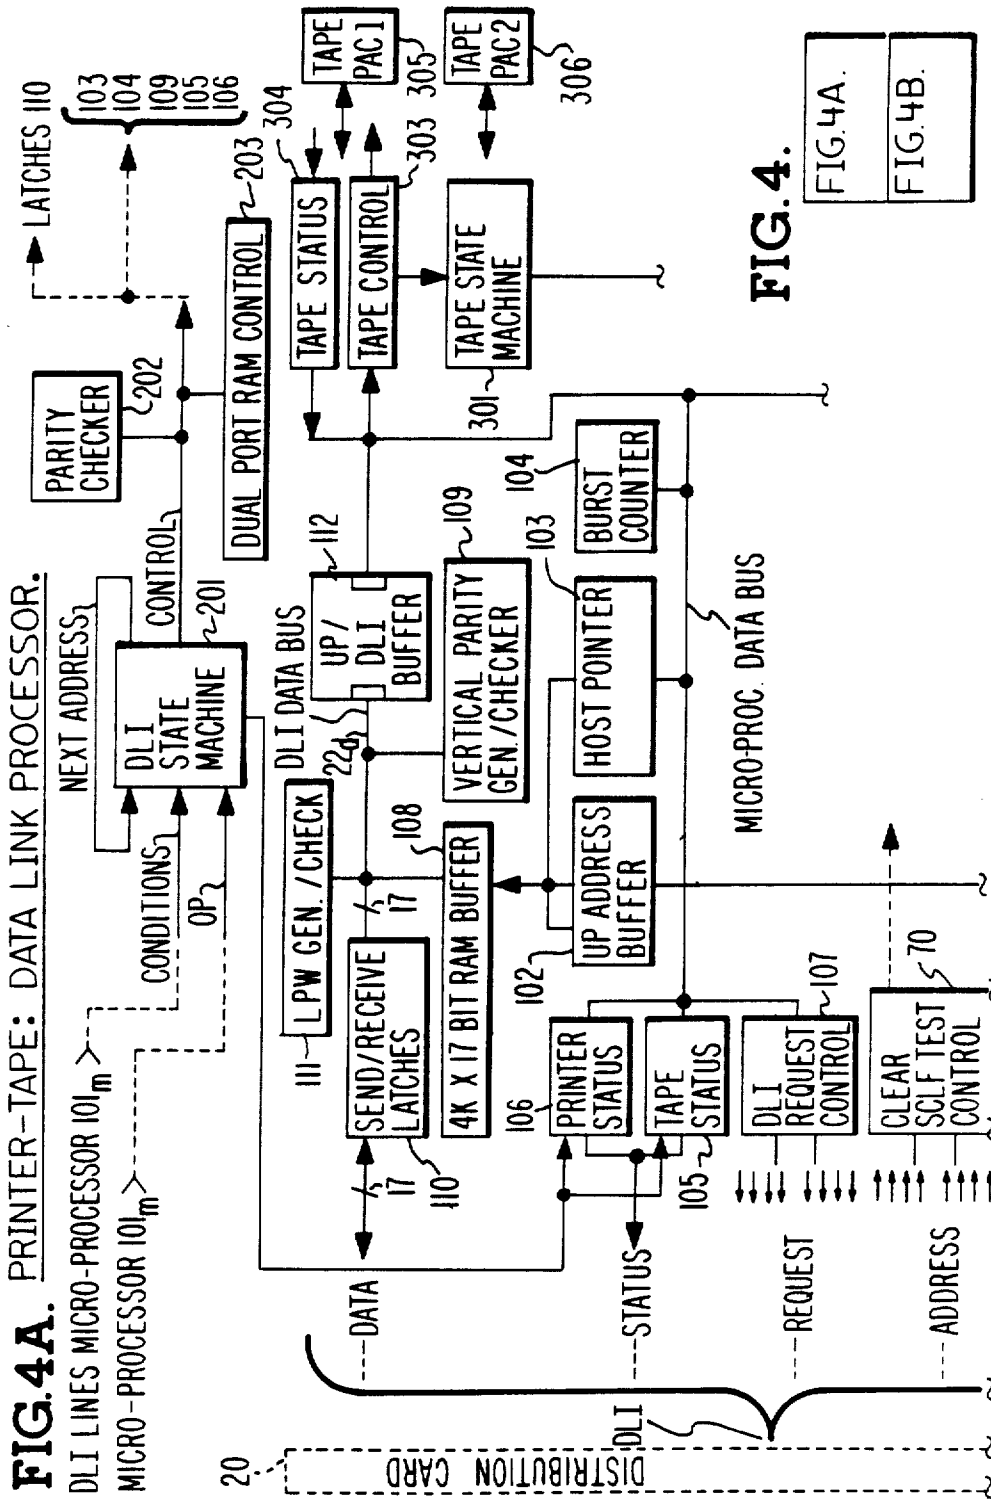 FIG.4A. PRINTER-TAPE: DATA LINK PROCESSOR.
DLI LINES MICRO-PROCESSOR 101m
MICRO-PROCESSOR 101m
CONDITIONS
OP
NEXT ADDRESS
DLI
STATE
MACHINE
201
CONTROL
PARITY
CHECKER
202
DUAL PORT RAM CONTROL
203
LATCHES 110
103
104
109
105
106
20
DISTRIBUTION CARD
DLI
DATA
STATUS
REQUEST
ADDRESS
17
SEND/RECEIVE
LATCHES
110
17
LPW GEN./CHECK
111
4K X 17 BIT RAM BUFFER
108
DLI DATA BUS
22d
UP/
DLI
BUFFER
112
VERTICAL PARITY
GEN./CHECKER
109
TAPE STATUS
304
TAPE CONTROL
303
TAPE STATE
MACHINE
301
TAPE
PAC1
305
TAPE
PAC2
306
PRINTER
STATUS
106
TAPE
STATUS
105
DLI
REQUEST
CONTROL
107
CLEAR
SCLF TEST
CONTROL
70
UP ADDRESS
BUFFER
102
HOST POINTER
103
BURST
COUNTER
104
MICRO-PROC. DATA BUS
FIG. 4.
FIG.4A.
FIG.4B.